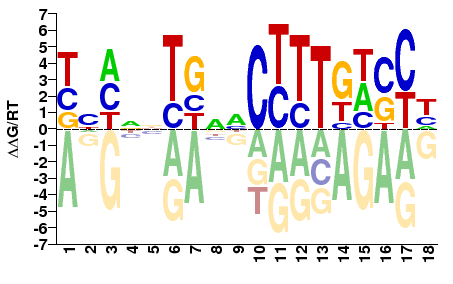 7
6
5
4
3
2
1
0
-1
-2
-3
-4
-5
-6
-7
ΔΔG/RT
T C G A
C G
A C T G
A
T C A G
G C T A
A
A G
C A G T
T C A G
T C A G
T A C G
G T C A
T A C G
C G T A
C T A G
T C A G
1 2 3 4 5 6 7 8 9 10 11 12 13 14 15 16 17 18